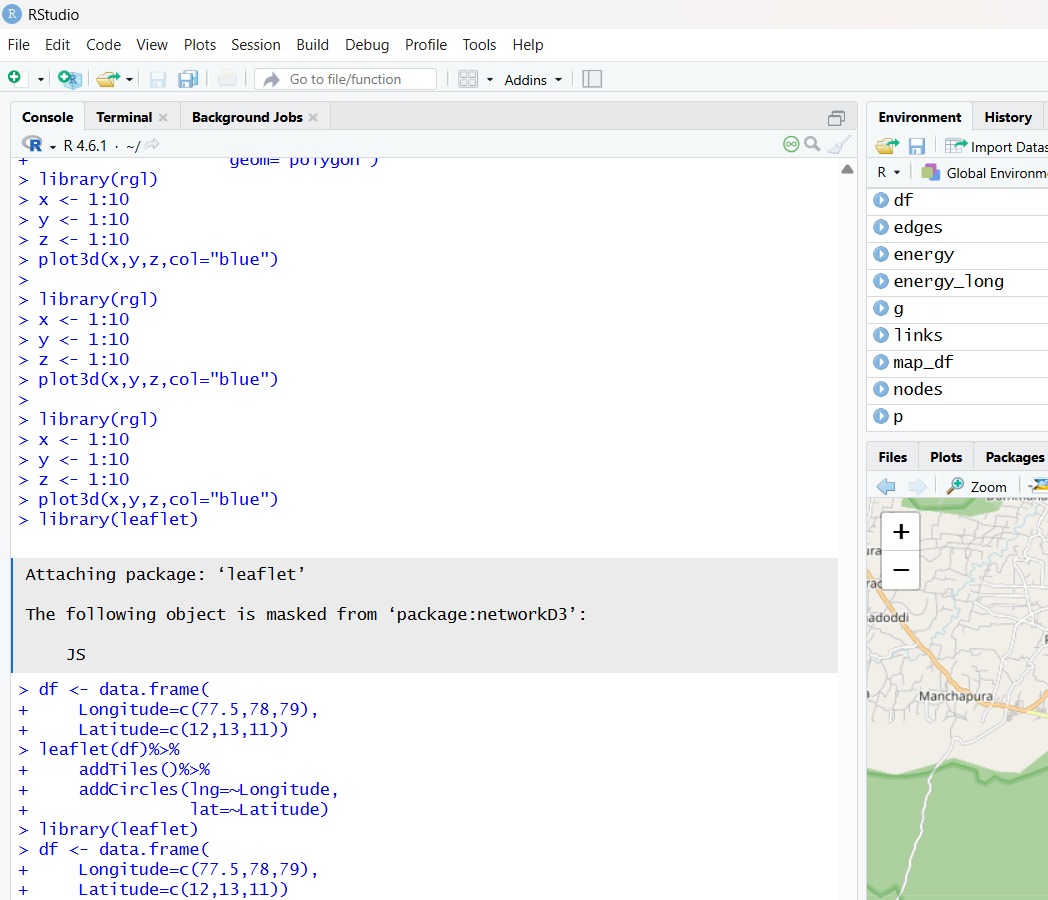 RStudio
File Edit Code View Plots Session Build Debug Profile Tools Help
Go to file/function
Addins
Console Terminal Background Jobs
R 4.6.1 · ~/
+ geom="polygon")
> library(rgl)
> x <- 1:10
> y <- 1:10
> z <- 1:10
> plot3d(x,y,z,col="blue")
>
> library(rgl)
> x <- 1:10
> y <- 1:10
> z <- 1:10
> plot3d(x,y,z,col="blue")
>
> library(rgl)
> x <- 1:10
> y <- 1:10
> z <- 1:10
> plot3d(x,y,z,col="blue")
> library(leaflet)
Attaching package: ‘leaflet’
The following object is masked from ‘package:networkD3’:
JS
> df <- data.frame(
+     Longitude=c(77.5,78,79),
+     Latitude=c(12,13,11))
> leaflet(df)%>%
+     addTiles()%>%
+     addCircles(lng=~Longitude,
+                lat=~Latitude)
> library(leaflet)
> df <- data.frame(
+     Longitude=c(77.5,78,79),
+     Latitude=c(12,13,11))
Environment History
Import Datas
R Global Environm
df
edges
energy
energy_long
g
links
map_df
nodes
p
Files Plots Packages
Zoom
+
−
adoddi
Manchapura